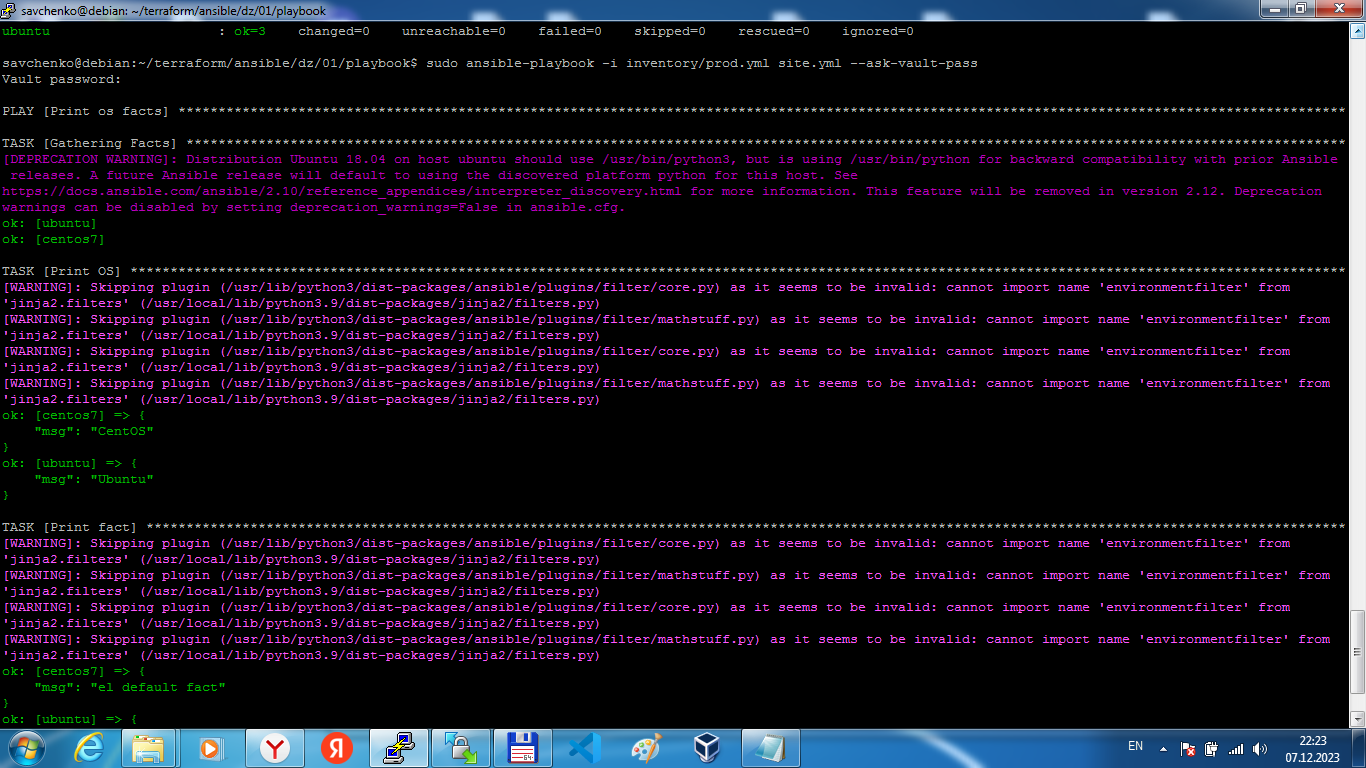 savchenko@debian: ~/terraform/ansible/dz/01/playbook
ubuntu                     : ok=3    changed=0    unreachable=0    failed=0    skipped=0    rescued=0    ignored=0
savchenko@debian:~/terraform/ansible/dz/01/playbook$ sudo ansible-playbook -i inventory/prod.yml site.yml --ask-vault-pass
Vault password:
PLAY [Print os facts] **************************************************************************************************************************************************
TASK [Gathering Facts] *************************************************************************************************************************************************
[DEPRECATION WARNING]: Distribution Ubuntu 18.04 on host ubuntu should use /usr/bin/python3, but is using /usr/bin/python for backward compatibility with prior Ansible
 releases. A future Ansible release will default to using the discovered platform python for this host. See
https://docs.ansible.com/ansible/2.10/reference_appendices/interpreter_discovery.html for more information. This feature will be removed in version 2.12. Deprecation
warnings can be disabled by setting deprecation_warnings=False in ansible.cfg.
ok: [ubuntu]
ok: [centos7]
TASK [Print OS] ********************************************************************************************************************************************************
[WARNING]: Skipping plugin (/usr/lib/python3/dist-packages/ansible/plugins/filter/core.py) as it seems to be invalid: cannot import name 'environmentfilter' from
'jinja2.filters' (/usr/local/lib/python3.9/dist-packages/jinja2/filters.py)
[WARNING]: Skipping plugin (/usr/lib/python3/dist-packages/ansible/plugins/filter/mathstuff.py) as it seems to be invalid: cannot import name 'environmentfilter' from
'jinja2.filters' (/usr/local/lib/python3.9/dist-packages/jinja2/filters.py)
[WARNING]: Skipping plugin (/usr/lib/python3/dist-packages/ansible/plugins/filter/core.py) as it seems to be invalid: cannot import name 'environmentfilter' from
'jinja2.filters' (/usr/local/lib/python3.9/dist-packages/jinja2/filters.py)
[WARNING]: Skipping plugin (/usr/lib/python3/dist-packages/ansible/plugins/filter/mathstuff.py) as it seems to be invalid: cannot import name 'environmentfilter' from
'jinja2.filters' (/usr/local/lib/python3.9/dist-packages/jinja2/filters.py)
ok: [centos7] => {
    "msg": "CentOS"
}
ok: [ubuntu] => {
    "msg": "Ubuntu"
}
TASK [Print fact] ******************************************************************************************************************************************************
[WARNING]: Skipping plugin (/usr/lib/python3/dist-packages/ansible/plugins/filter/core.py) as it seems to be invalid: cannot import name 'environmentfilter' from
'jinja2.filters' (/usr/local/lib/python3.9/dist-packages/jinja2/filters.py)
[WARNING]: Skipping plugin (/usr/lib/python3/dist-packages/ansible/plugins/filter/mathstuff.py) as it seems to be invalid: cannot import name 'environmentfilter' from
'jinja2.filters' (/usr/local/lib/python3.9/dist-packages/jinja2/filters.py)
[WARNING]: Skipping plugin (/usr/lib/python3/dist-packages/ansible/plugins/filter/core.py) as it seems to be invalid: cannot import name 'environmentfilter' from
'jinja2.filters' (/usr/local/lib/python3.9/dist-packages/jinja2/filters.py)
[WARNING]: Skipping plugin (/usr/lib/python3/dist-packages/ansible/plugins/filter/mathstuff.py) as it seems to be invalid: cannot import name 'environmentfilter' from
'jinja2.filters' (/usr/local/lib/python3.9/dist-packages/jinja2/filters.py)
ok: [centos7] => {
    "msg": "el default fact"
}
ok: [ubuntu] => {
Y
Я
64
EN
22:23
07.12.2023